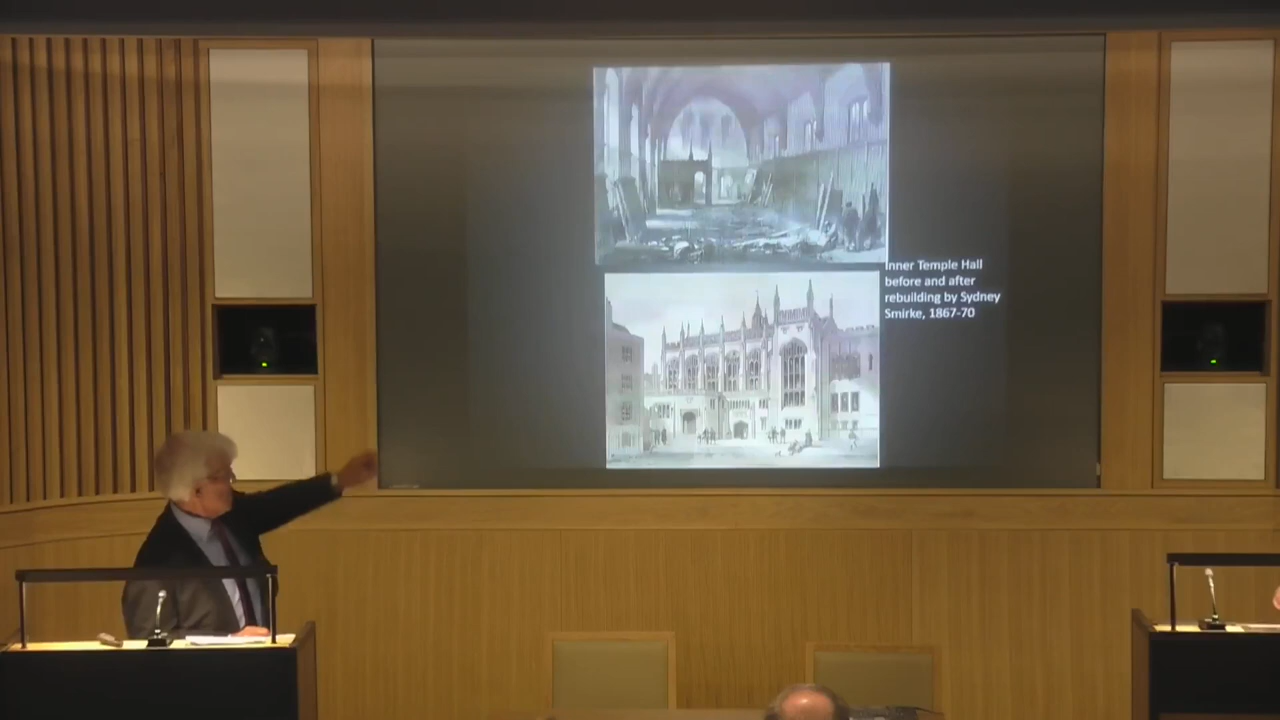 Inner Temple Hall
before and after
rebuilding by Sydney
Smirke, 1867-70